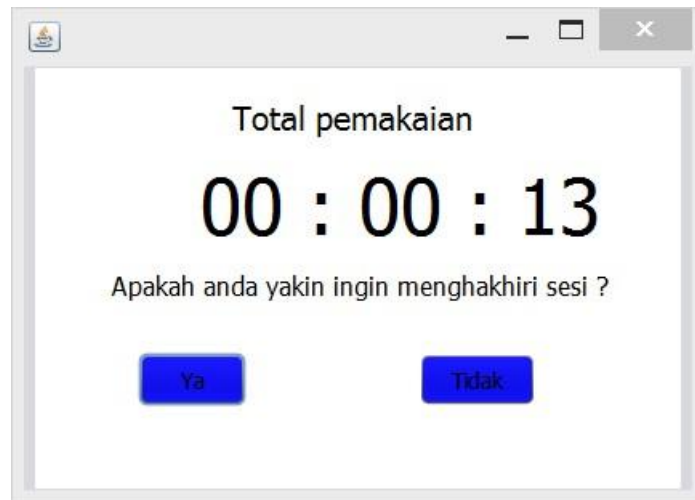 Total pemakaian
00 : 00 : 13
Apakah anda yakin ingin menghakhiri sesi ?
Ya
Tidak